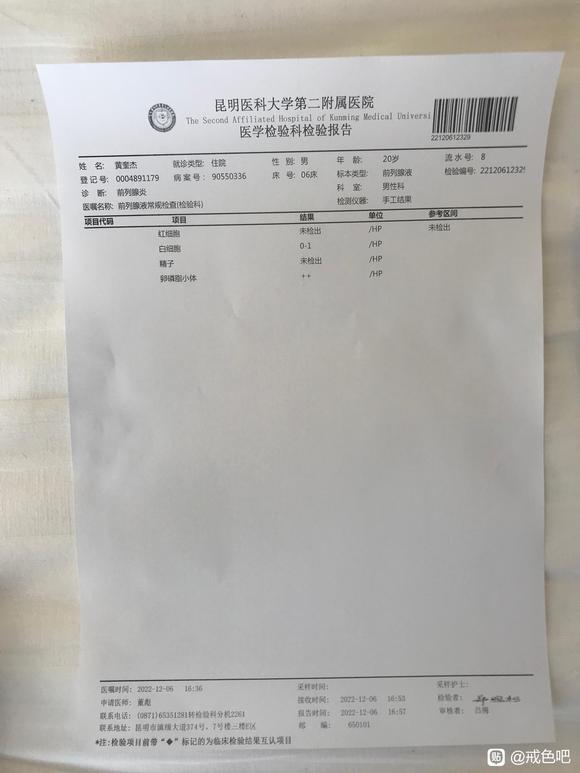 昆明医科大学第二附属医院
The Second Affiliated Hospital of Kunming Medical Universi
医学检验科检验报告
22120612329
姓 名: 黄奎杰 就诊类型: 住院 性 别: 男 年 龄: 20岁 流 水 号: 8
登 记 号: 0004891179 病 案 号: 90550336 床 号: 06床 标本类型: 前列腺液 检验编号: 2212061232
诊 断: 前列腺炎 科 室: 男性科
医嘱名称: 前列腺液常规检查(检验科) 检测仪器: 手工结果
项目代码 项目 结果 单位 参考区间
红细胞 未检出 /HP 未检出
白细胞 0-1 /HP
精子 未检出 /HP
卵磷脂小体 ++ /HP
医嘱时间: 2022-12-06 16:36 采样时间: 采样护士:
申请医师: 董彪 接收时间: 2022-12-06 16:53 检验者:
联系电话: (0871)65351281转检验科分机2261 报告时间: 2022-12-06 16:57 审核者:
联系地址: 昆明市滇缅大道374号, 7号楼三楼E区 邮 编: 650101
*注:检验项目前带“◆”标记的为临床检验结果互认项目
贴 @戒色吧